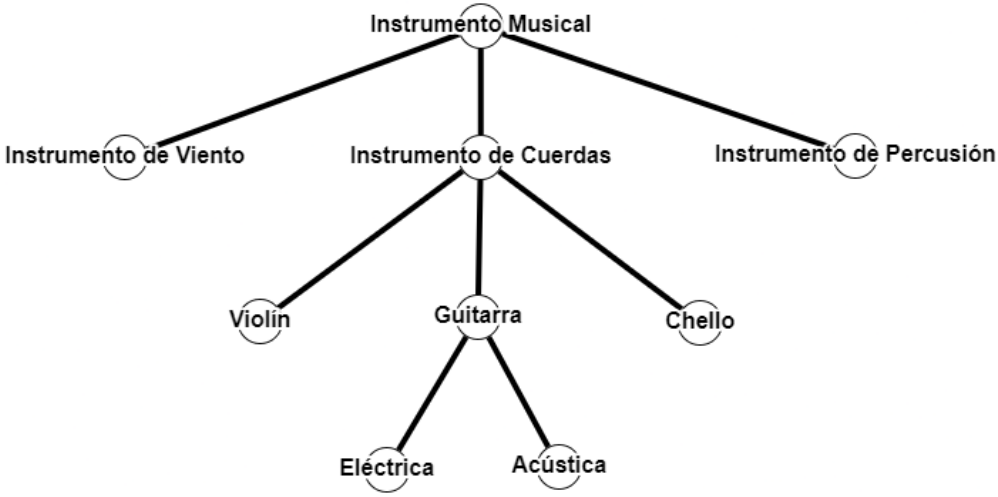 Instrumento Musical
Instrumento de Viento
Instrumento de Cuerdas
Instrumento de Percusión
Violín
Guitarra
Chello
Eléctrica
Acústica